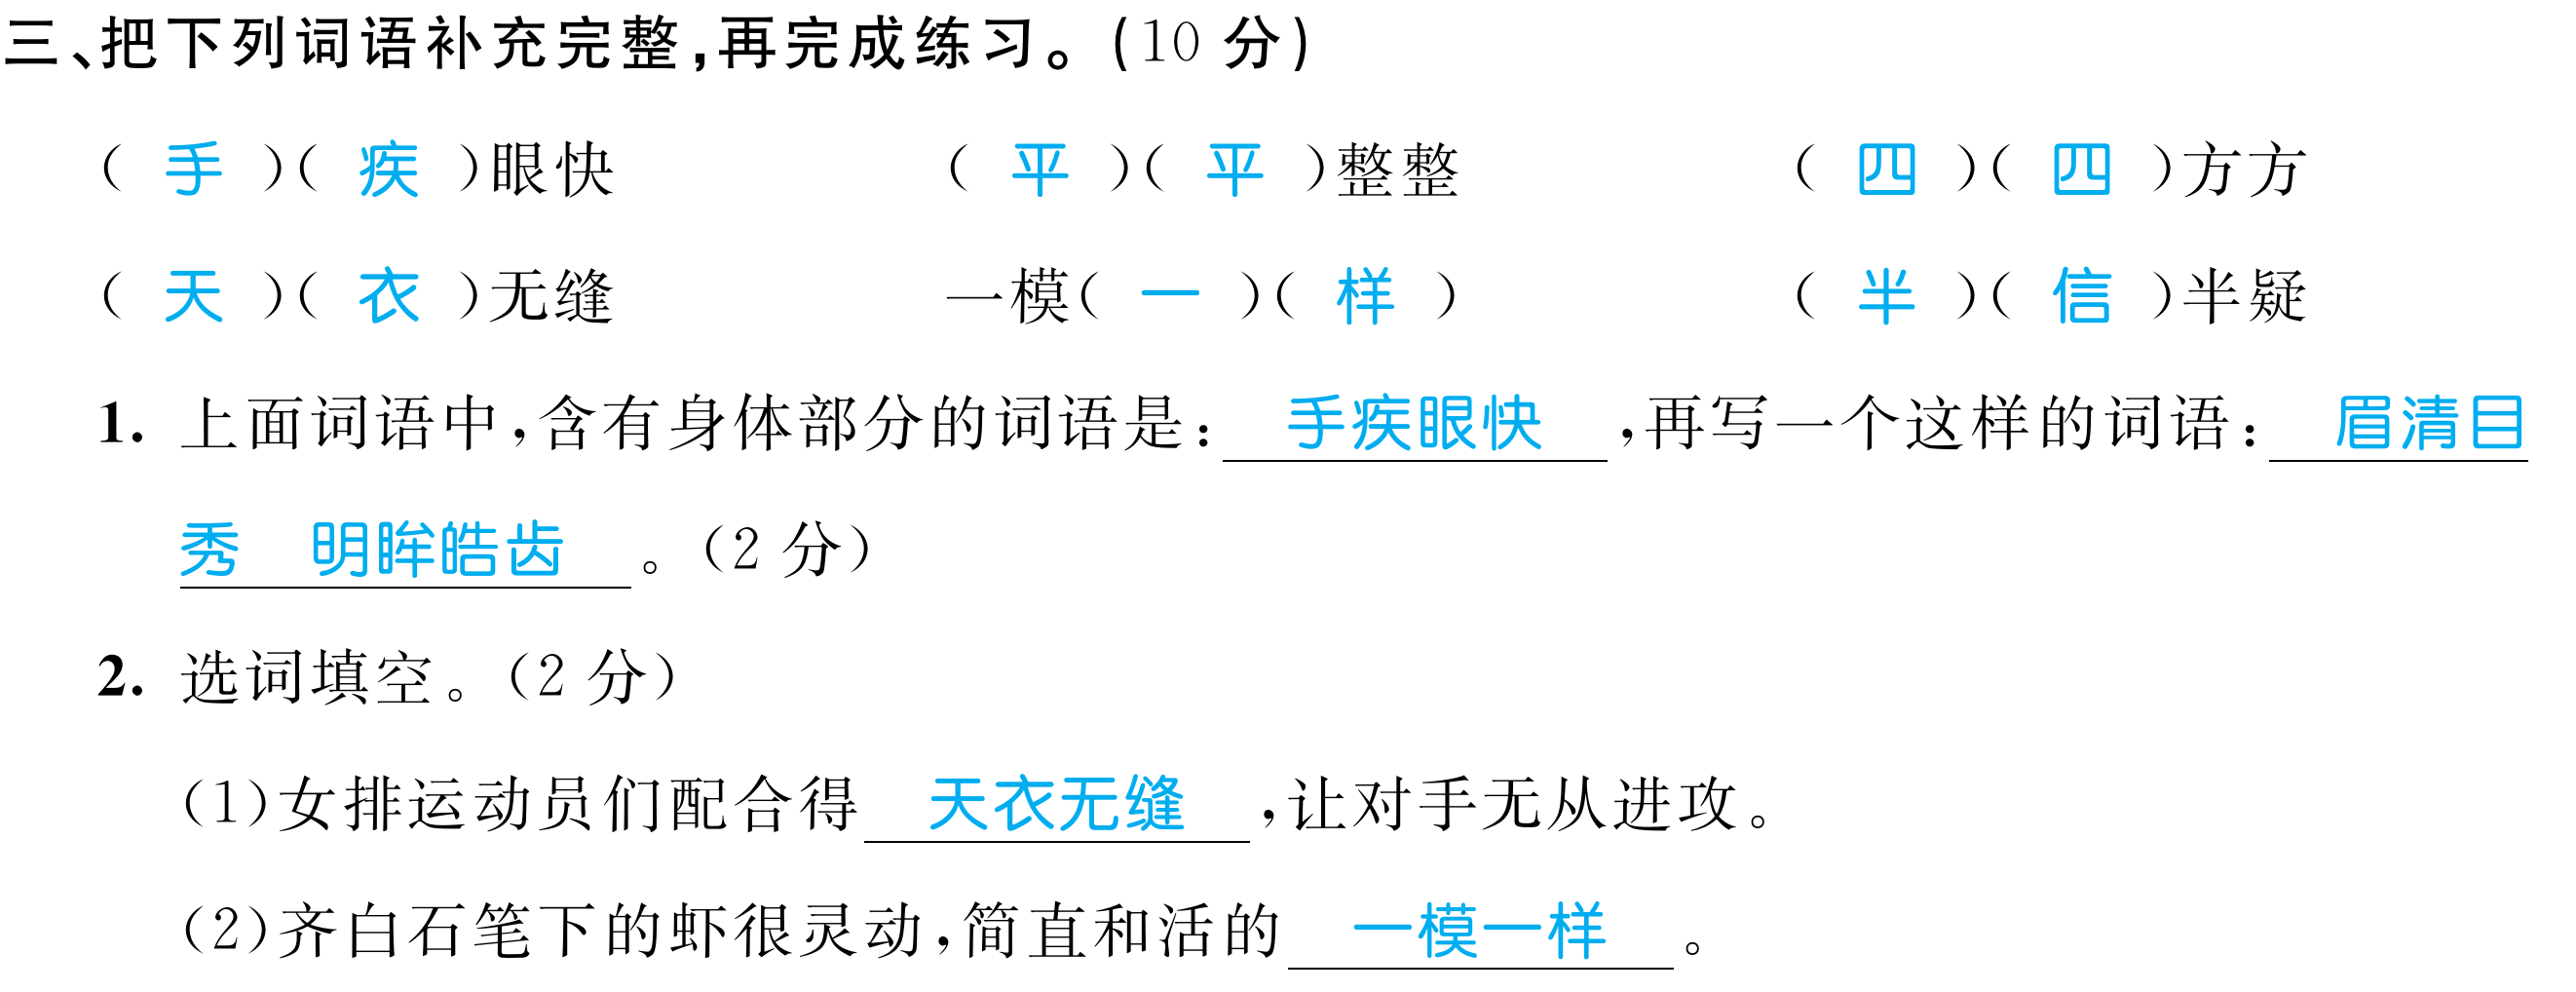 三、把下列词语补充完整,再完成练习。(10 分)
( 手 )( 疾 )眼快 ( 平 )( 平 )整整 ( 四 )( 四 )方方
( 天 )( 衣 )无缝 一模( 一 )( 样 ) ( 半 )( 信 )半疑
1. 上面词语中,含有身体部分的词语是: 手疾眼快 ,再写一个这样的词语: 眉清目
秀 明眸皓齿 。(2 分)
2. 选词填空。(2 分)
(1)女排运动员们配合得 天衣无缝 ,让对手无从进攻。
(2)齐白石笔下的虾很灵动,简直和活的 一模一样 。